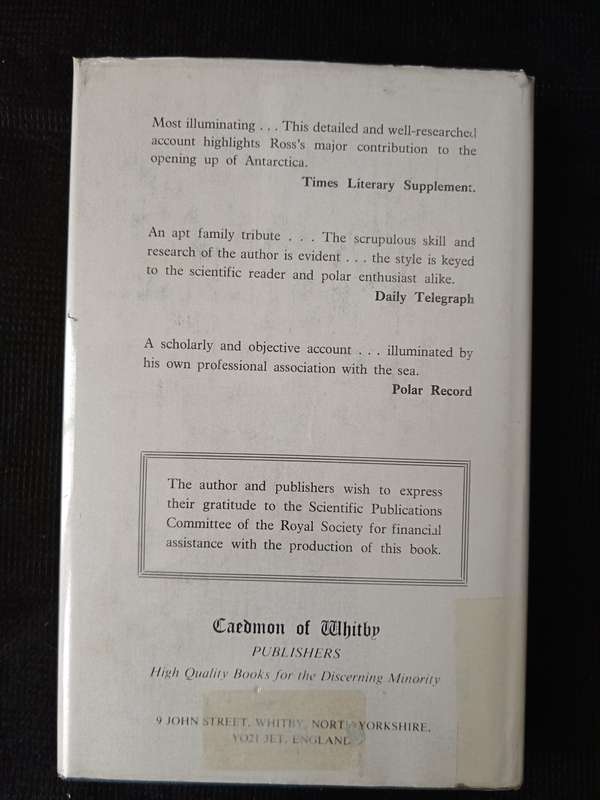 Most illuminating . . . This detailed and well-researched
account highlights Ross's major contribution to the
opening up of Antarctica.
Times Literary Supplement.
An apt family tribute . . . The scrupulous skill and
research of the author is evident . . . the style is keyed
to the scientific reader and polar enthusiast alike.
Daily Telegraph
A scholarly and objective account . . . illuminated by
his own professional association with the sea.
Polar Record
The author and publishers wish to express
their gratitude to the Scientific Publications
Committee of the Royal Society for financial
assistance with the production of this book.
Caedmon of Whitby
PUBLISHERS
High Quality Books for the Discerning Minority
9 JOHN STREET, WHITBY, NORTH YORKSHIRE,
YO21 3ET, ENGLAND